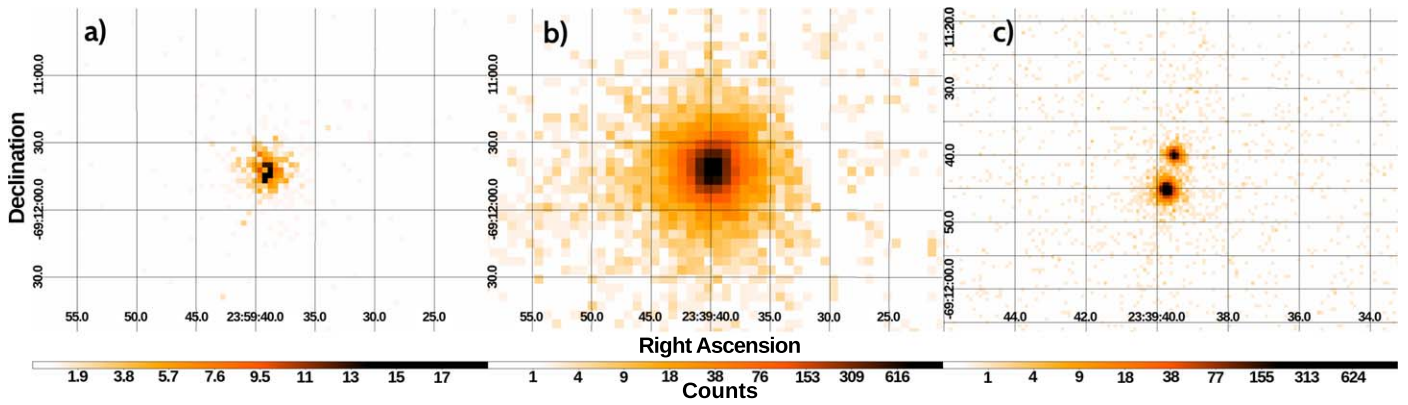 a)
b)
c)
Declination
11:00.0
30.0
-69:12:00.0
30.0
55.0 50.0 45.0 23:59:40.0 35.0 30.0 25.0
11:00.0
30.0
-69:12:00.0
30.0
55.0 50.0 45.0 23:39:40.0 35.0 30.0 25.0
11:20.0
30.0
40.0
50.0
-69:12:00.0
44.0 42.0 23:39:40.0 38.0 36.0 34.0
Right Ascension
1.9 3.8 5.7 7.6 9.5 11 13 15 17
1 4 9 18 38 76 153 309 616
1 4 9 18 38 77 155 313 624
Counts